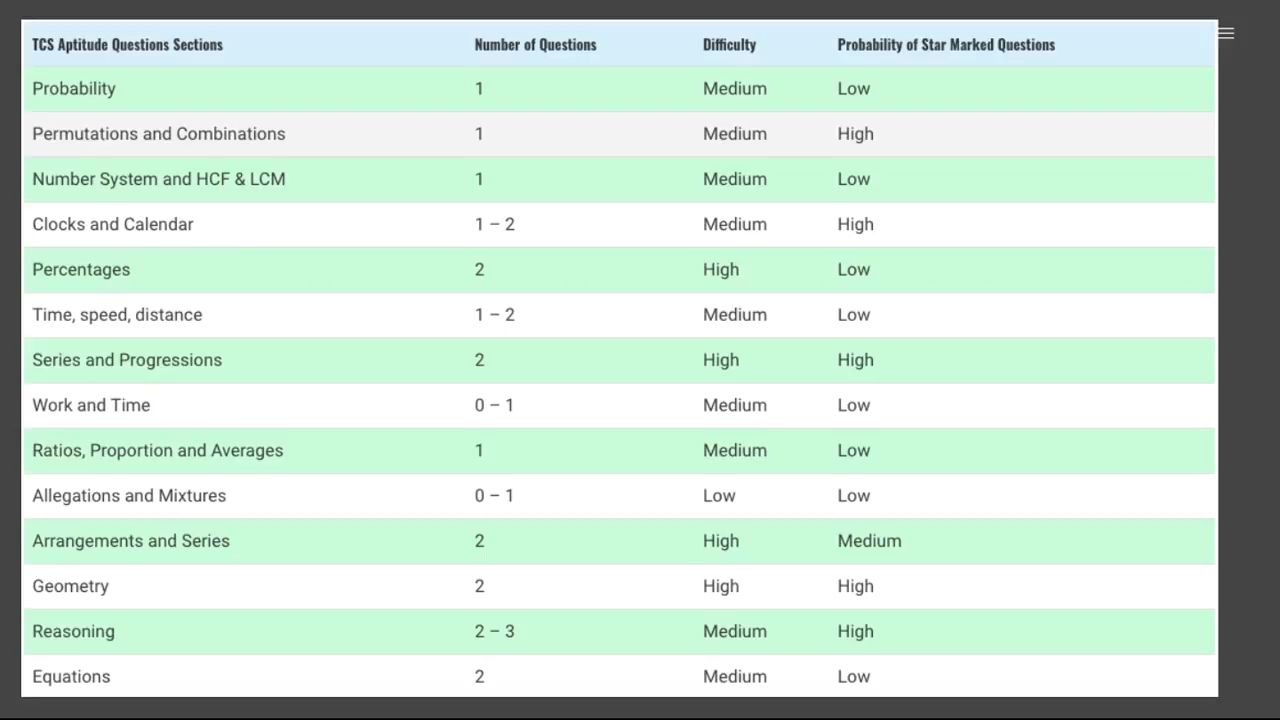 TCS Aptitude Questions Sections Number of Questions Difficulty Probability of Star Marked Questions
Probability 1 Medium Low
Permutations and Combinations 1 Medium High
Number System and HCF & LCM 1 Medium Low
Clocks and Calendar 1 – 2 Medium High
Percentages 2 High Low
Time, speed, distance 1 – 2 Medium Low
Series and Progressions 2 High High
Work and Time 0 – 1 Medium Low
Ratios, Proportion and Averages 1 Medium Low
Allegations and Mixtures 0 – 1 Low Low
Arrangements and Series 2 High Medium
Geometry 2 High High
Reasoning 2 – 3 Medium High
Equations 2 Medium Low